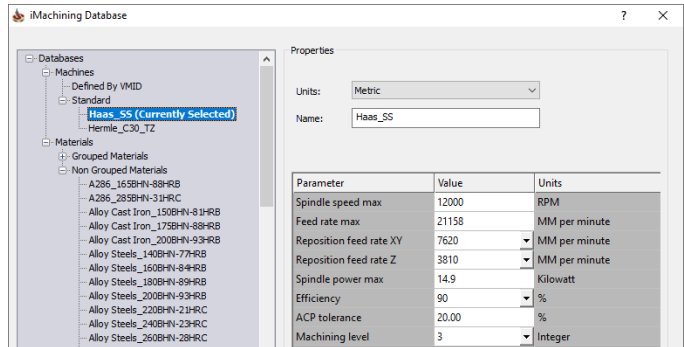 iMachining Database
? ×
Databases
Machines
Defined By VMID
Standard
Haas_SS (Currently Selected)
Hermle_C30_TZ
Materials
Grouped Materials
Non Grouped Materials
A286_165BHN-88HRB
A286_285BHN-31HRC
Alloy Cast Iron_150BHN-81HRB
Alloy Cast Iron_175BHN-88HRB
Alloy Cast Iron_200BHN-93HRB
Alloy Steels_140BHN-77HRB
Alloy Steels_160BHN-84HRB
Alloy Steels_180BHN-89HRB
Alloy Steels_200BHN-93HRB
Alloy Steels_220BHN-21HRC
Alloy Steels_240BHN-23HRC
Alloy Steels_260BHN-28HRC
Properties
Units: Metric
Name: Haas_SS
Parameter Value Units
Spindle speed max 12000 RPM
Feed rate max 21158 MM per minute
Reposition feed rate XY 7620 MM per minute
Reposition feed rate Z 3810 MM per minute
Spindle power max 14.9 Kilowatt
Efficiency 90 %
ACP tolerance 20.00 %
Machining level 3 Integer